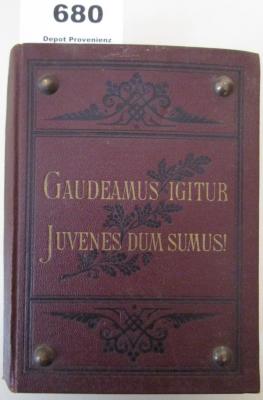 680
Depot Provenienz
GAUDEAMUS IGITUR
JUVENES DUM SUMUS!